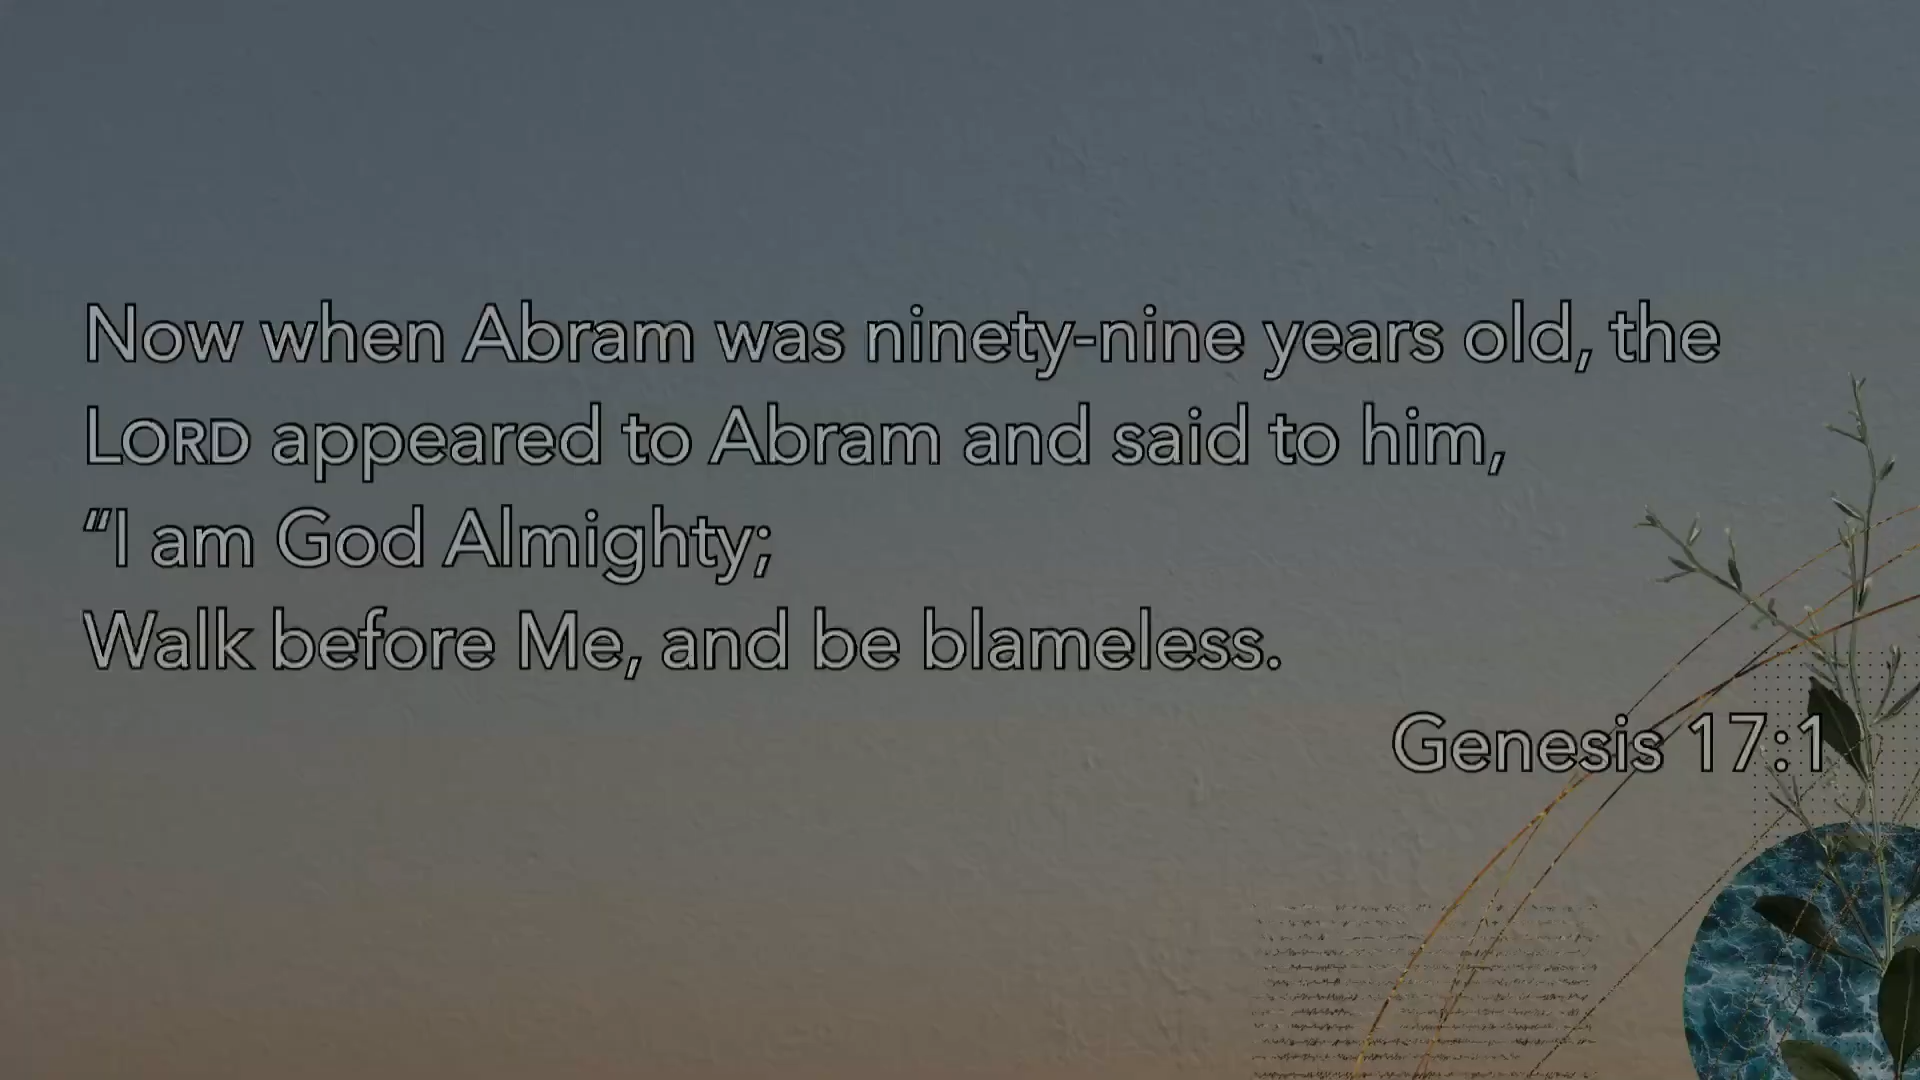 Now when Abram was ninety-nine years old, the
LORD appeared to Abram and said to him,
“I am God Almighty;
Walk before Me, and be blameless.
Genesis 17:1